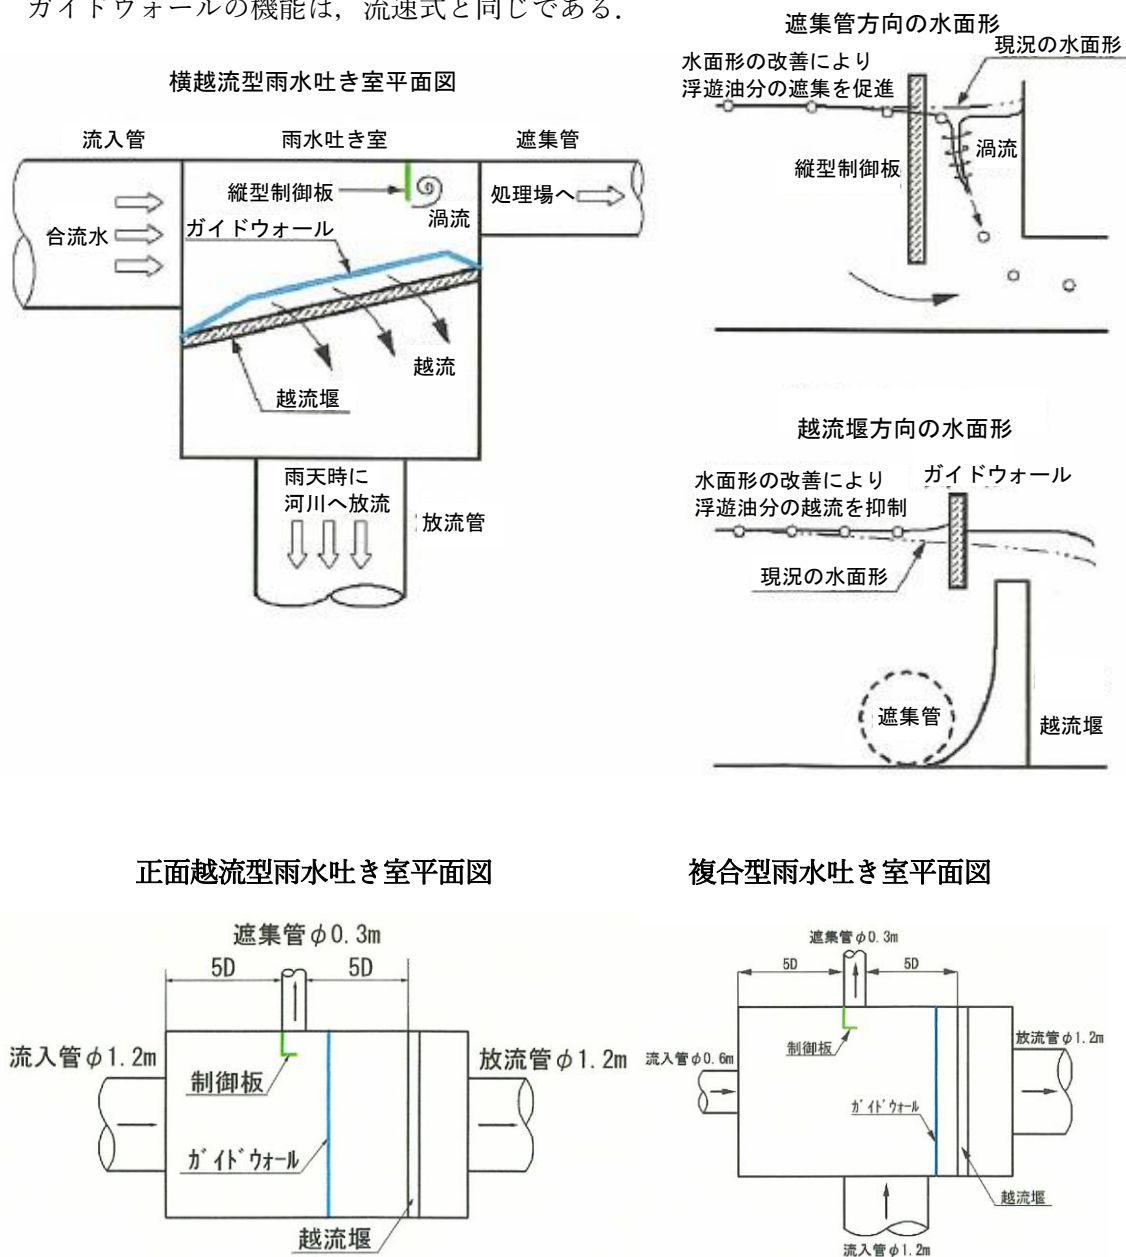 ガイドウォールの機能は，流速式と同じである．
横越流型雨水吐き室平面図
流入管
雨水吐き室
遮集管
縦型制御板
渦流
処理場へ
合流水
ガイドウォール
越流
越流堰
雨天時に
河川へ放流
放流管
遮集管方向の水面形
現況の水面形
水面形の改善により
浮遊油分の遮集を促進
縦型制御板
渦流
越流堰方向の水面形
水面形の改善により
浮遊油分の越流を抑制
ガイドウォール
現況の水面形
遮集管
越流堰
正面越流型雨水吐き室平面図
遮集管φ0.3m
5D
5D
流入管φ1.2m
制御板
放流管φ1.2m
ｶﾞｲﾄﾞｳｫｰﾙ
越流堰
複合型雨水吐き室平面図
遮集管φ0.3m
5D
5D
流入管φ0.6m
制御板
放流管φ1.2m
ｶﾞｲﾄﾞｳｫｰﾙ
越流堰
流入管φ1.2m